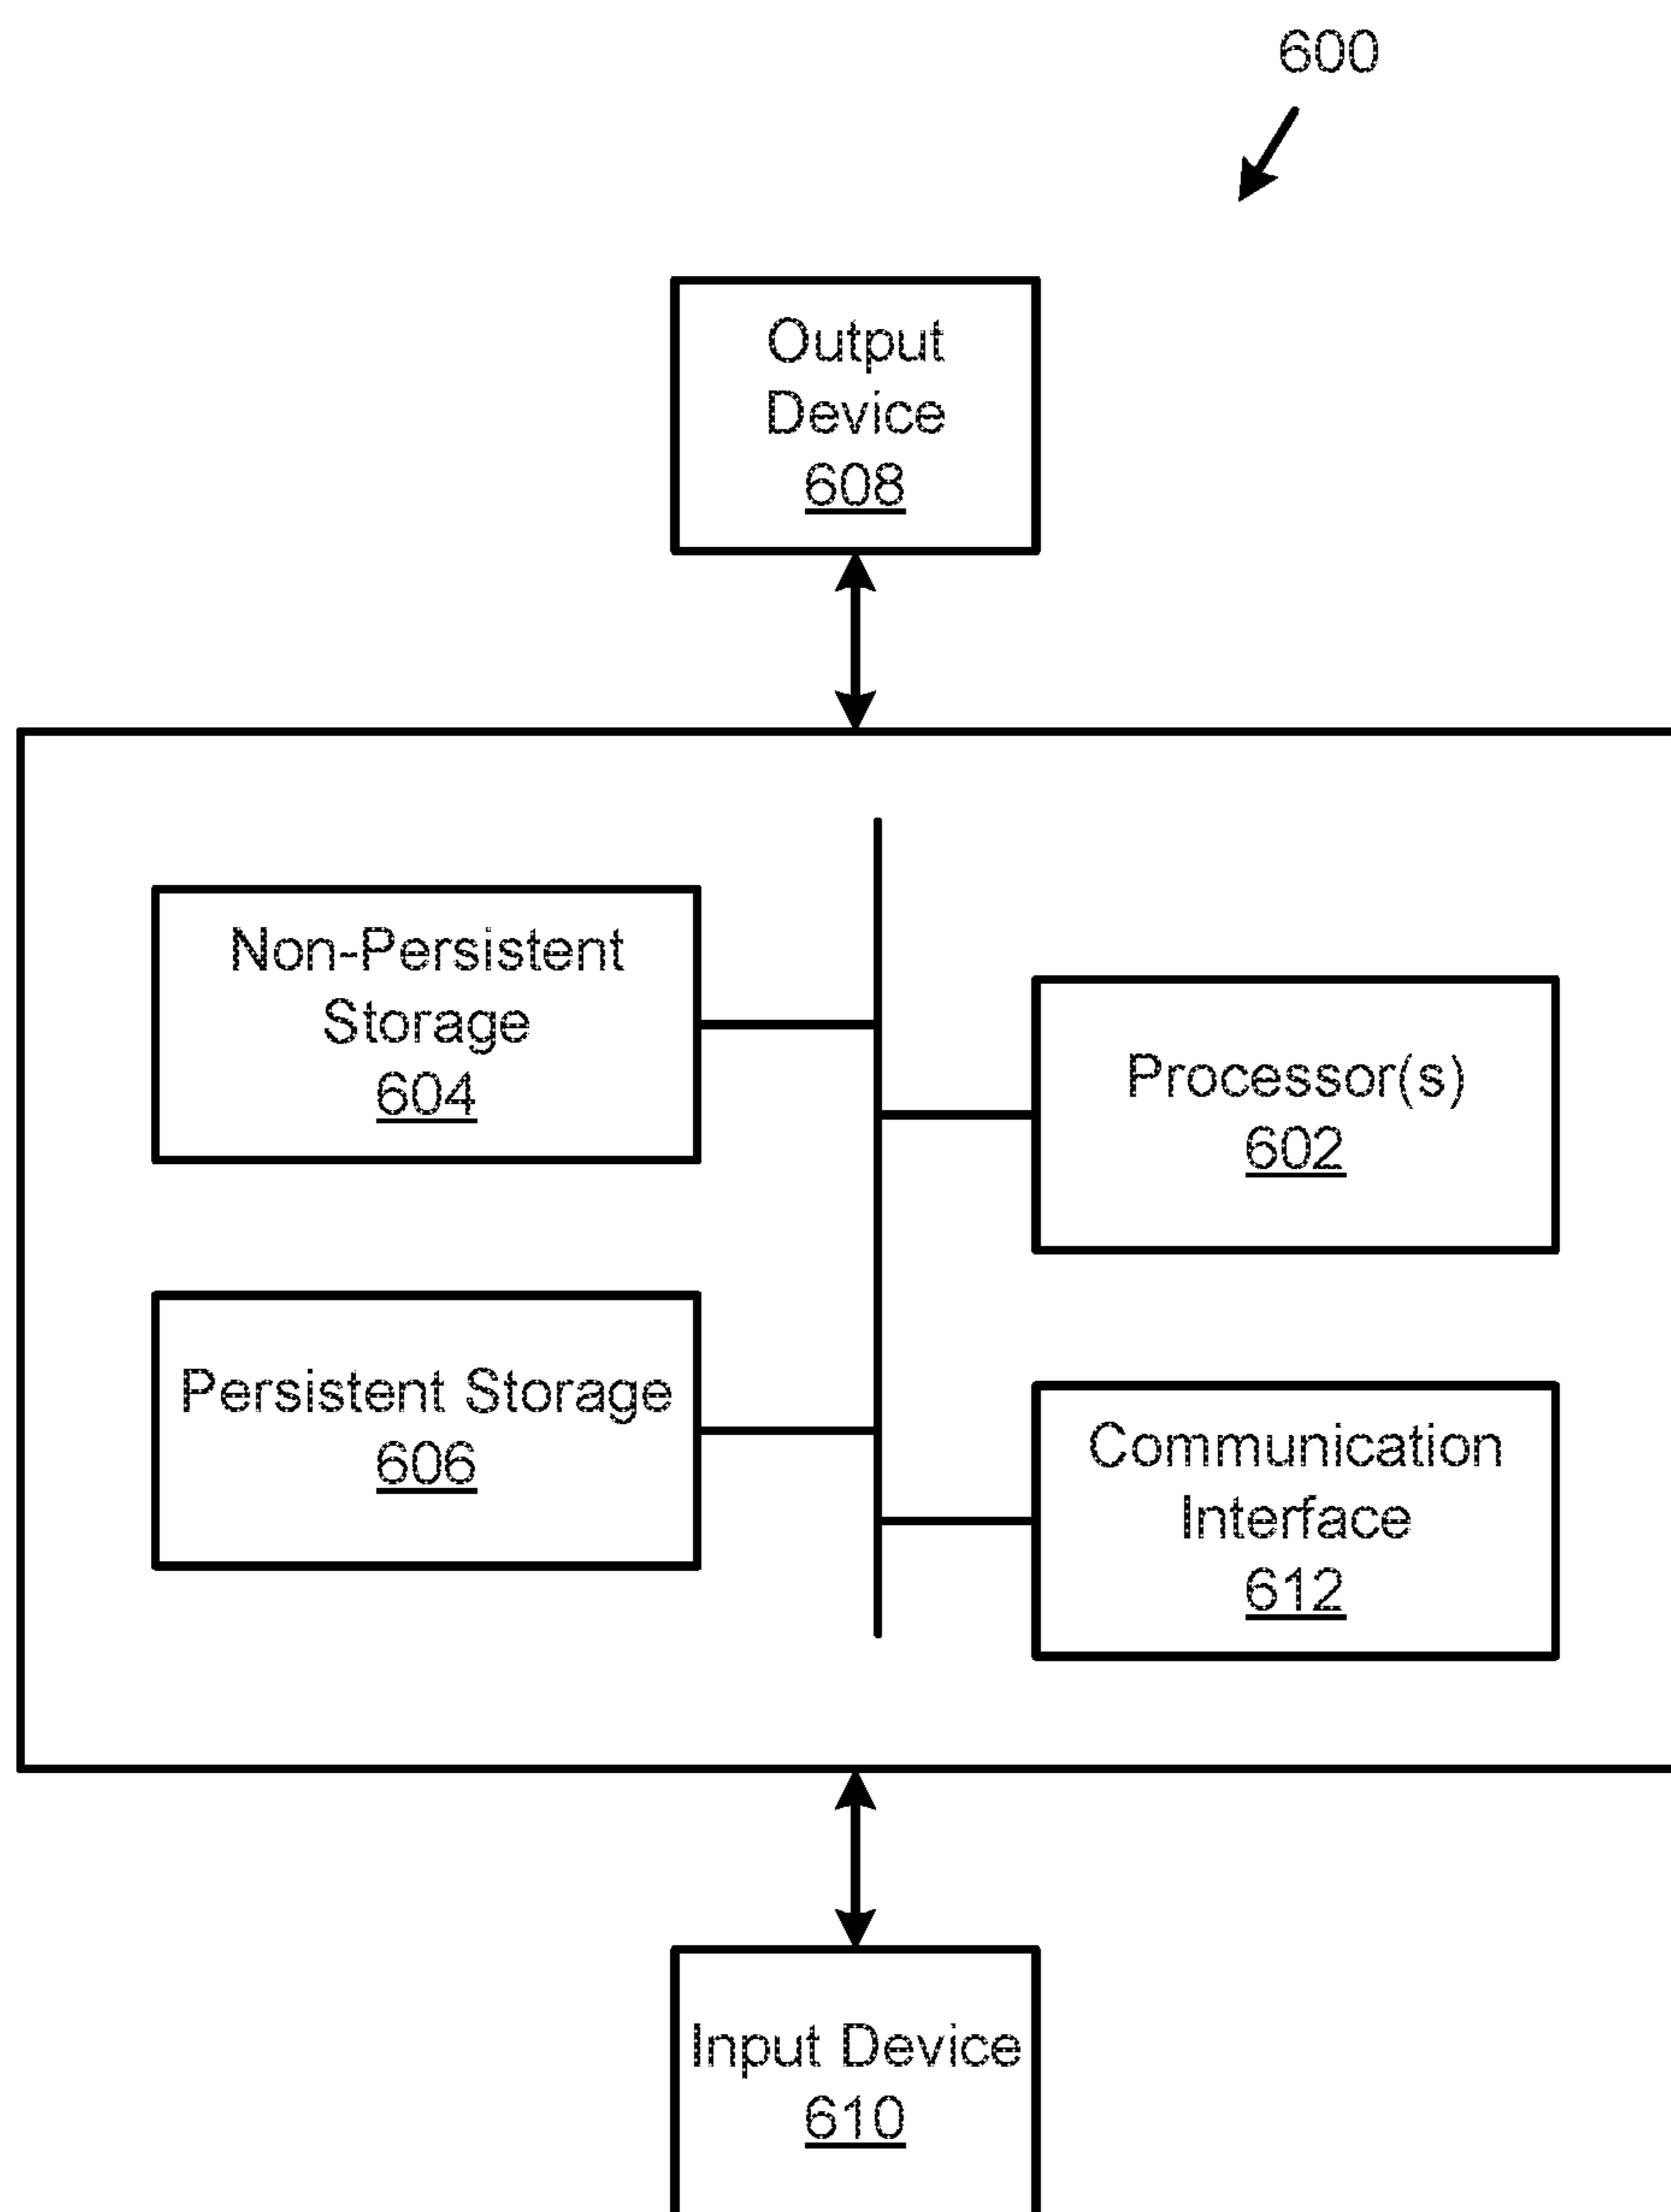 600
Output
Device
608
Non-Persistent
Storage
604
Processor(s)
602
Persistent Storage
606
Communication
Interface
612
Input Device
610